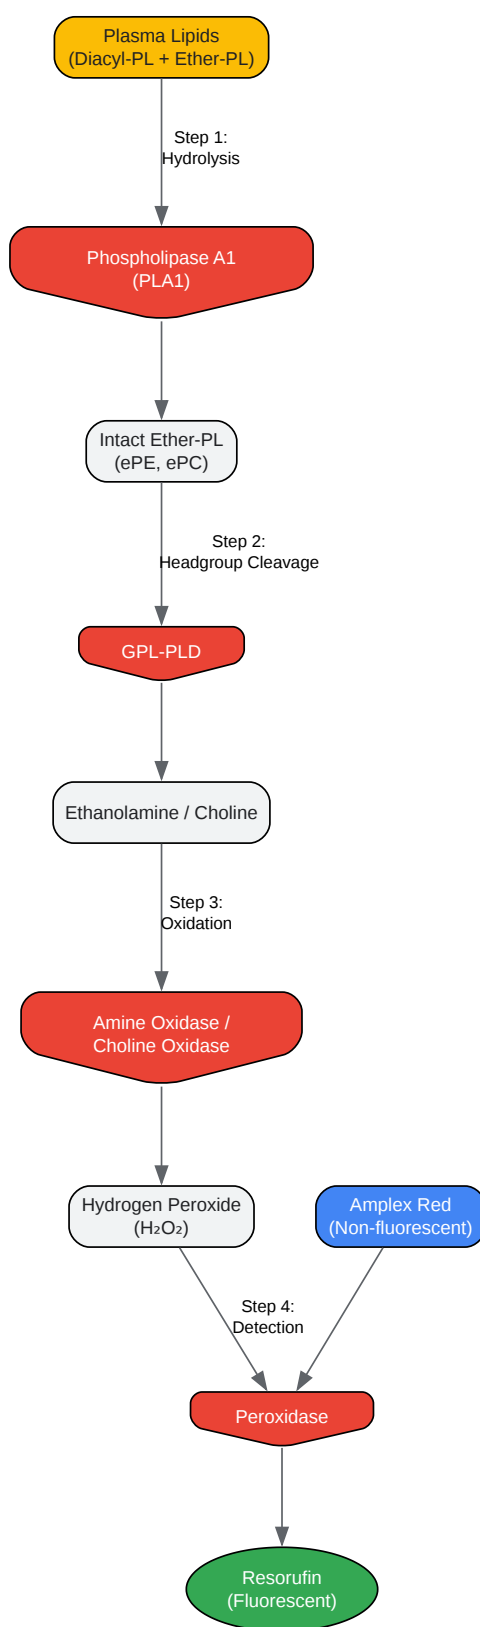 Plasma Lipids
(Diacyl-PL + Ether-PL)
Step 1:
Hydrolysis
Phospholipase A1
(PLA1)
Intact Ether-PL
(ePE, ePC)
Step 2:
Headgroup Cleavage
GPL-PLD
Ethanolamine / Choline
Step 3:
Oxidation
Amine Oxidase /
Choline Oxidase
Hydrogen Peroxide
(H₂O₂)
Amplex Red
(Non-fluorescent)
Step 4:
Detection
Peroxidase
Resorufin
(Fluorescent)